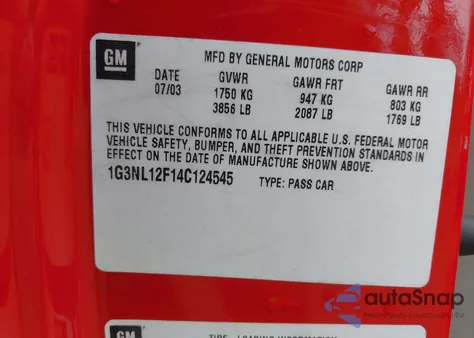 GM
MFD BY GENERAL MOTORS CORP
DATE GVWR GAWR FRT GAWR RR
07/03 1750 KG 947 KG 803 KG
3856 LB 2087 LB 1769 LB
THIS VEHICLE CONFORMS TO ALL APPLICABLE U.S. FEDERAL MOTOR
VEHICLE SAFETY, BUMPER, AND THEFT PREVENTION STANDARDS IN
EFFECT ON THE DATE OF MANUFACTURE SHOWN ABOVE.
1G3NL12F14C124545 TYPE: PASS CAR
autoSnap
GM